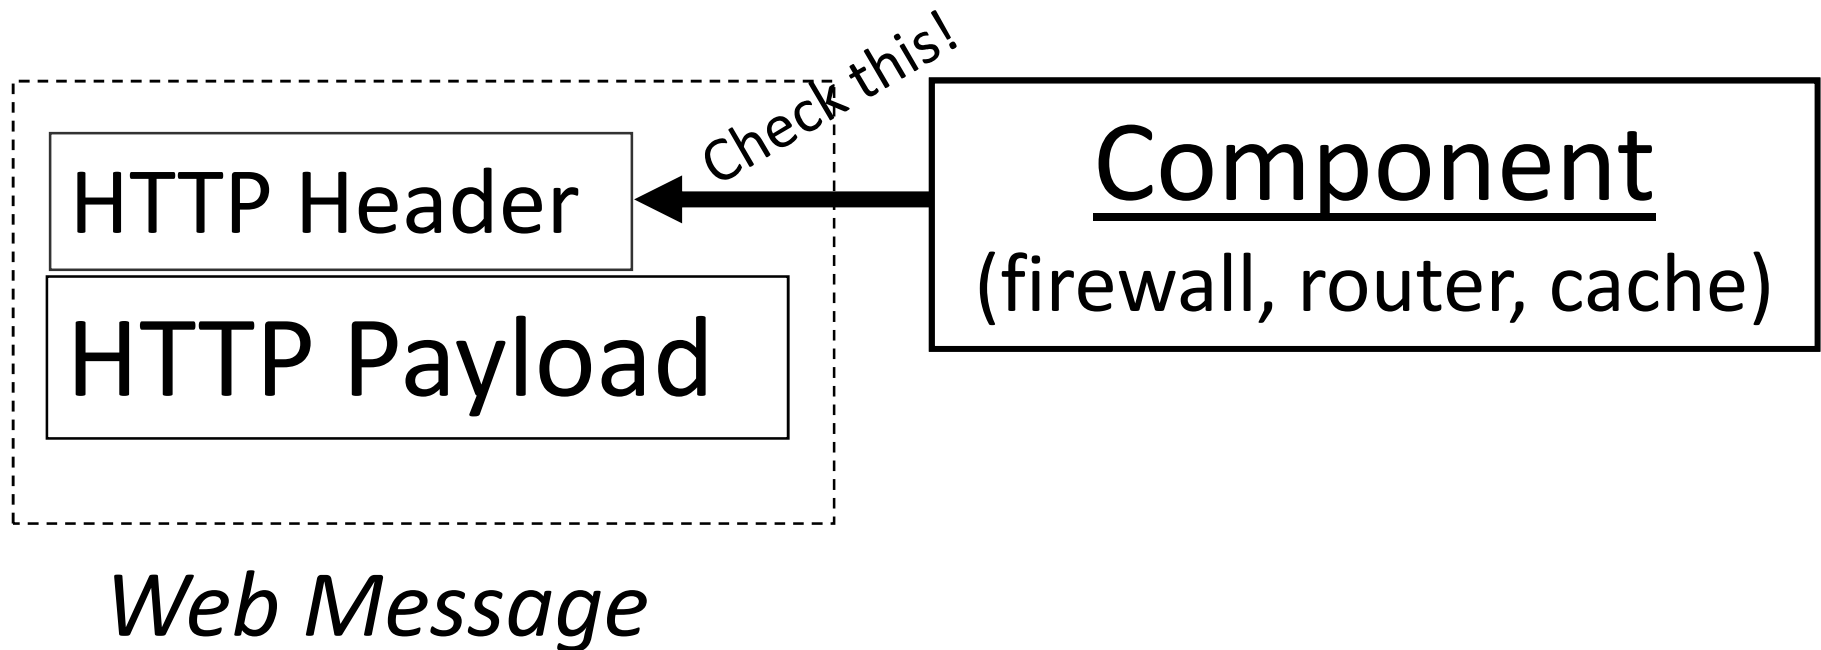 Check this!
HTTP Header
HTTP Payload
Component
(firewall, router, cache)
Web Message